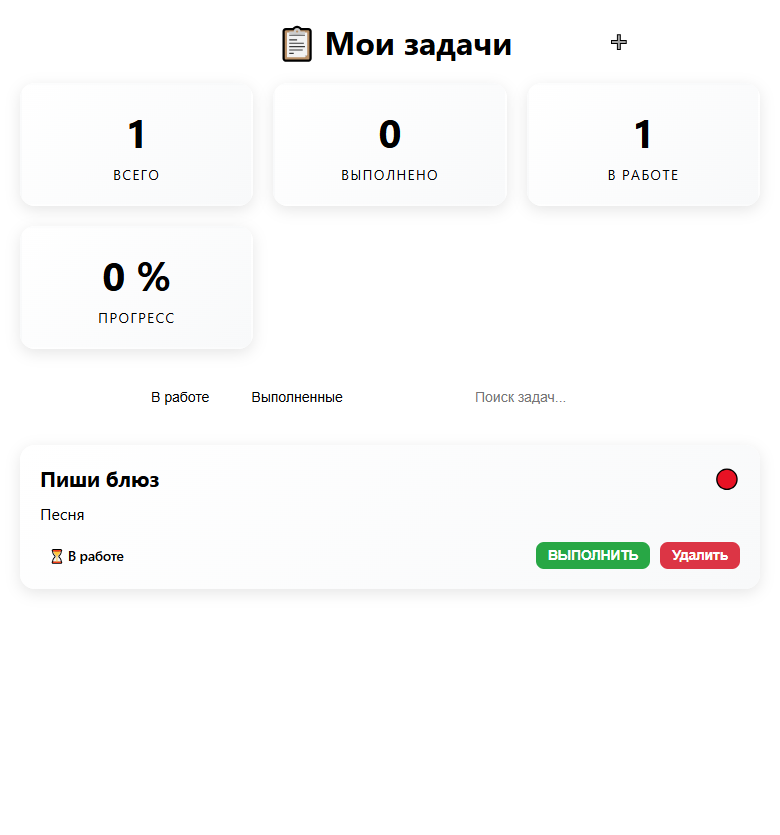 Мои задачи
1
ВСЕГО
0
ВЫПОЛНЕНО
1
В РАБОТЕ
0 %
ПРОГРЕСС
В работе
Выполненные
Поиск задач...
Пиши блюз
Песня
В работе
ВЫПОЛНИТЬ
Удалить